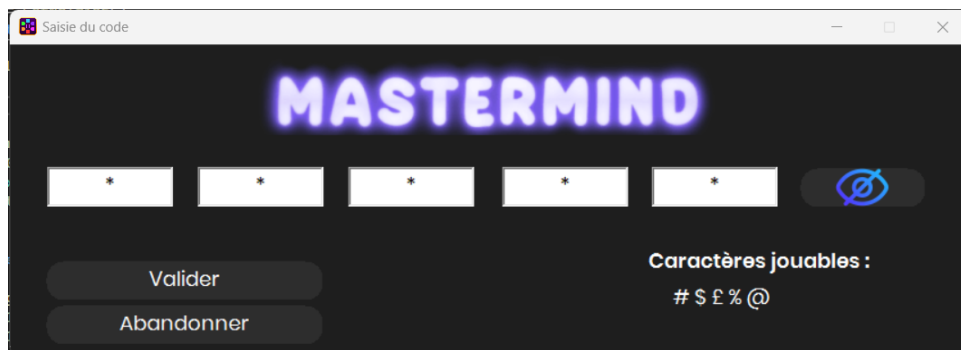 Saisie du code
MASTERMIND
* * * * *
Valider
Abandonner
Caractères jouables :
# $ £ % @